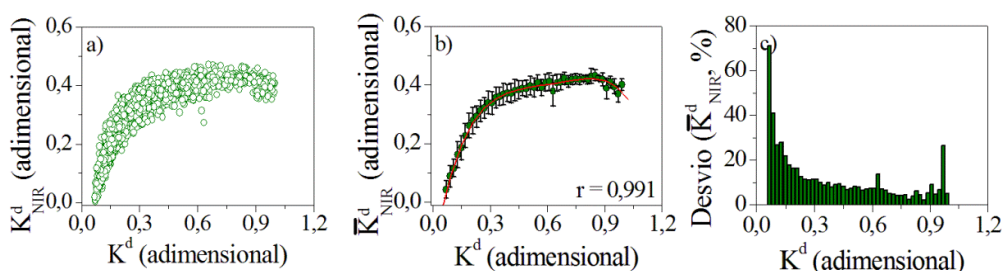 a)
K^d_NIR (adimensional)
0,6
0,4
0,2
0,0
0,0 0,3 0,6 0,9 1,2
K^d (adimensional)
b)
K̅^d_NIR (adimensional)
0,6
0,4
0,2
0,0
r = 0,991
0,0 0,3 0,6 0,9 1,2
K^d (adimensional)
c)
Desvio (K̅^d_NIR, %)
80
60
40
20
0
0,0 0,3 0,6 0,9 1,2
K^d (adimensional)